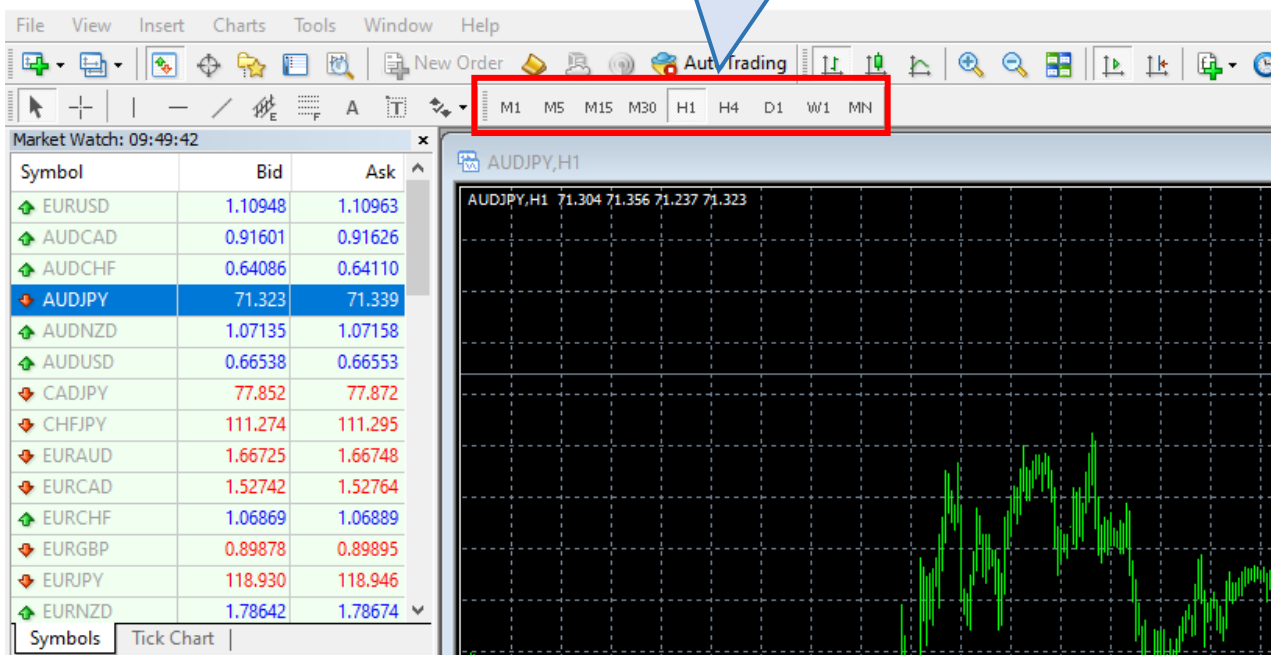 File View Insert Charts Tools Window Help
New Order AutoTrading
E F A T M1 M5 M15 M30 H1 H4 D1 W1 MN
Market Watch: 09:49:42 x
Symbol Bid Ask
AUDJPY,H1
EURUSD 1.10948 1.10963
AUDJPY,H1 71.304 71.356 71.237 71.323
AUDCAD 0.91601 0.91626
AUDCHF 0.64086 0.64110
AUDJPY 71.323 71.339
AUDNZD 1.07135 1.07158
AUDUSD 0.66538 0.66553
CADJPY 77.852 77.872
CHFJPY 111.274 111.295
EURAUD 1.66725 1.66748
EURCAD 1.52742 1.52764
EURCHF 1.06869 1.06889
EURGBP 0.89878 0.89895
EURJPY 118.930 118.946
EURNZD 1.78642 1.78674
Symbols Tick Chart